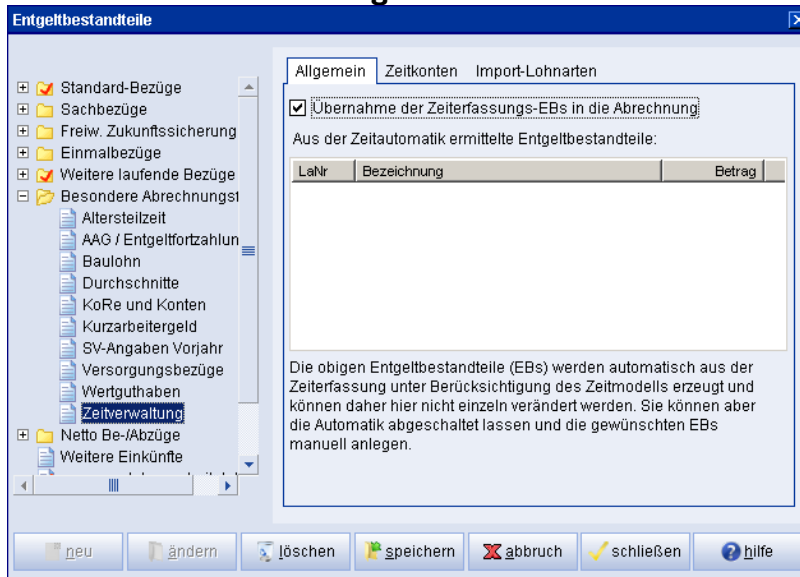 Entgeltbestandteile
Standard-Bezüge
Sachbezüge
Freiw. Zukunftssicherung
Einmalbezüge
Weitere laufende Bezüge
Besondere Abrechnungst
Altersteilzeit
AAG / Entgeltfortzahlun
Baulohn
Durchschnitte
KoRe und Konten
Kurzarbeitergeld
SV-Angaben Vorjahr
Versorgungsbezüge
Wertguthaben
Zeitverwaltung
Netto Be-/Abzüge
Weitere Einkünfte
Allgemein Zeitkonten Import-Lohnarten
Übernahme der Zeiterfassungs-EBs in die Abrechnung
Aus der Zeitautomatik ermittelte Entgeltbestandteile:
LaNr Bezeichnung Betrag
Die obigen Entgeltbestandteile (EBs) werden automatisch aus der
Zeiterfassung unter Berücksichtigung des Zeitmodells erzeugt und
können daher hier nicht einzeln verändert werden. Sie können aber
die Automatik abgeschaltet lassen und die gewünschten EBs
manuell anlegen.
neu ändern löschen speichern abbruch schließen hilfe